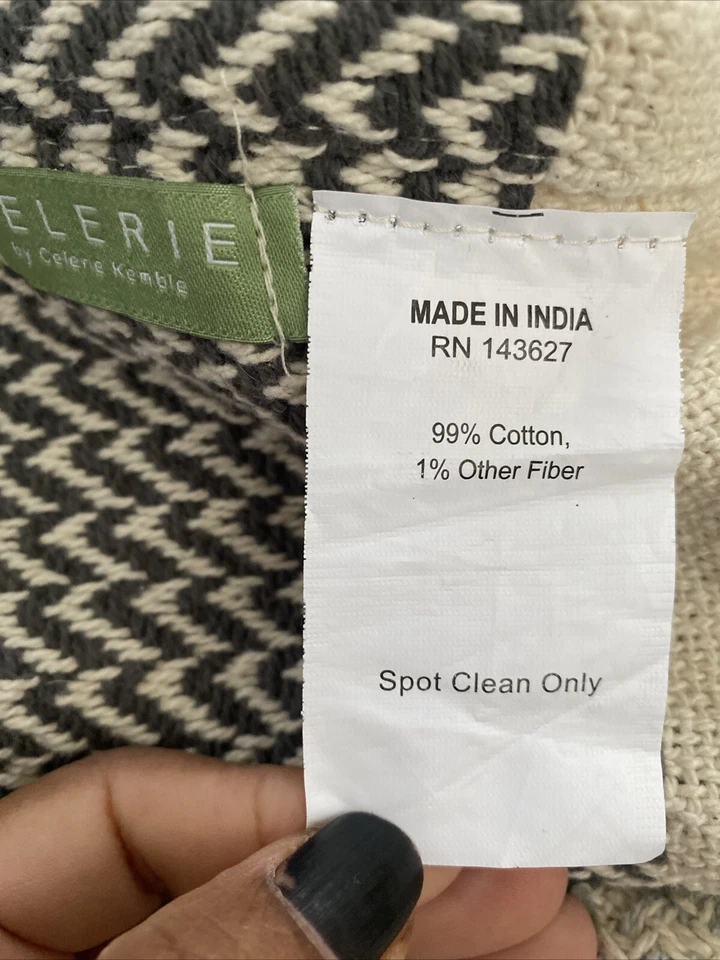 ELERIE
by Celerie Kemble
MADE IN INDIA
RN 143627
99% Cotton,
1% Other Fiber
Spot Clean Only